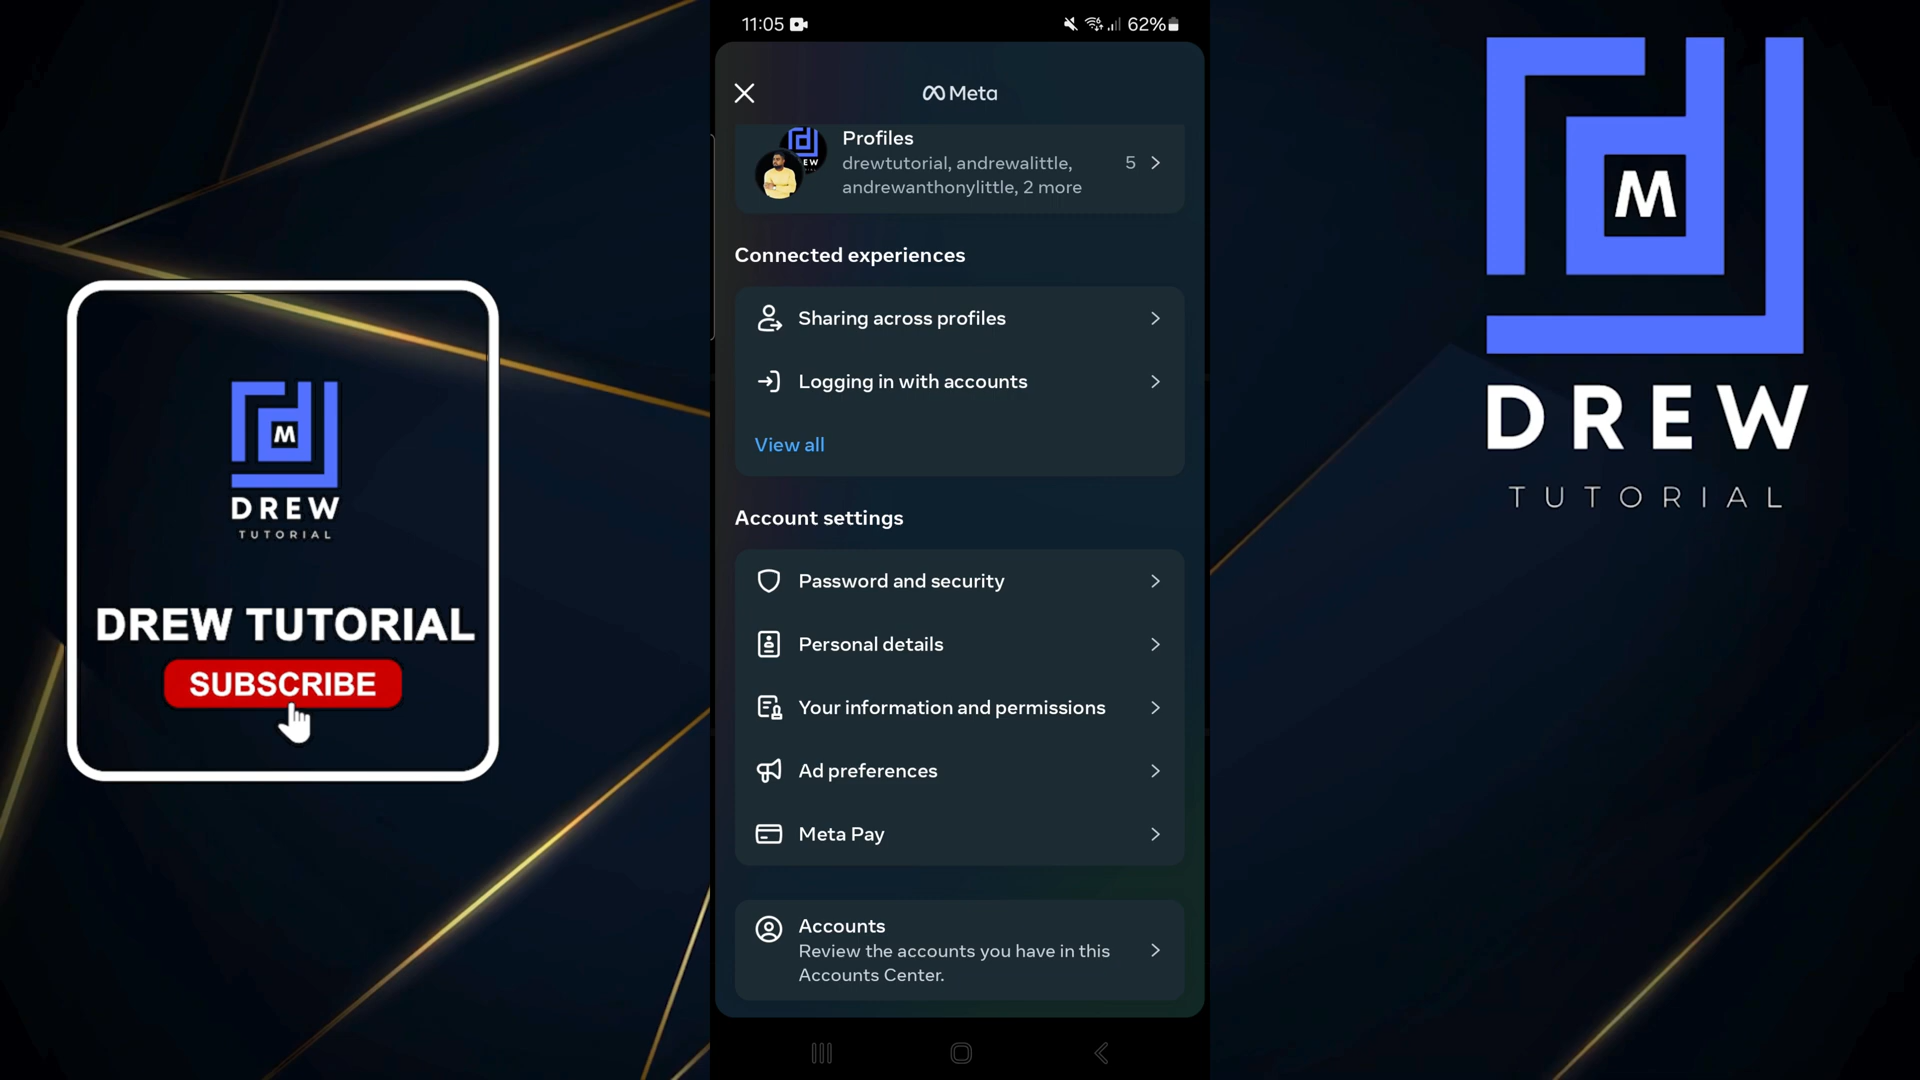 11:05
62%
Meta
Profiles
drewtutorial, andrewalittle,
andrewanthonylittle, 2 more
5
EW
Connected experiences
Sharing across profiles
Logging in with accounts
View all
Account settings
Password and security
Personal details
Your information and permissions
Ad preferences
Meta Pay
Accounts
Review the accounts you have in this
Accounts Center.
M
DREW
TUTORIAL
DREW TUTORIAL
SUBSCRIBE
M
DREW
TUTORIAL